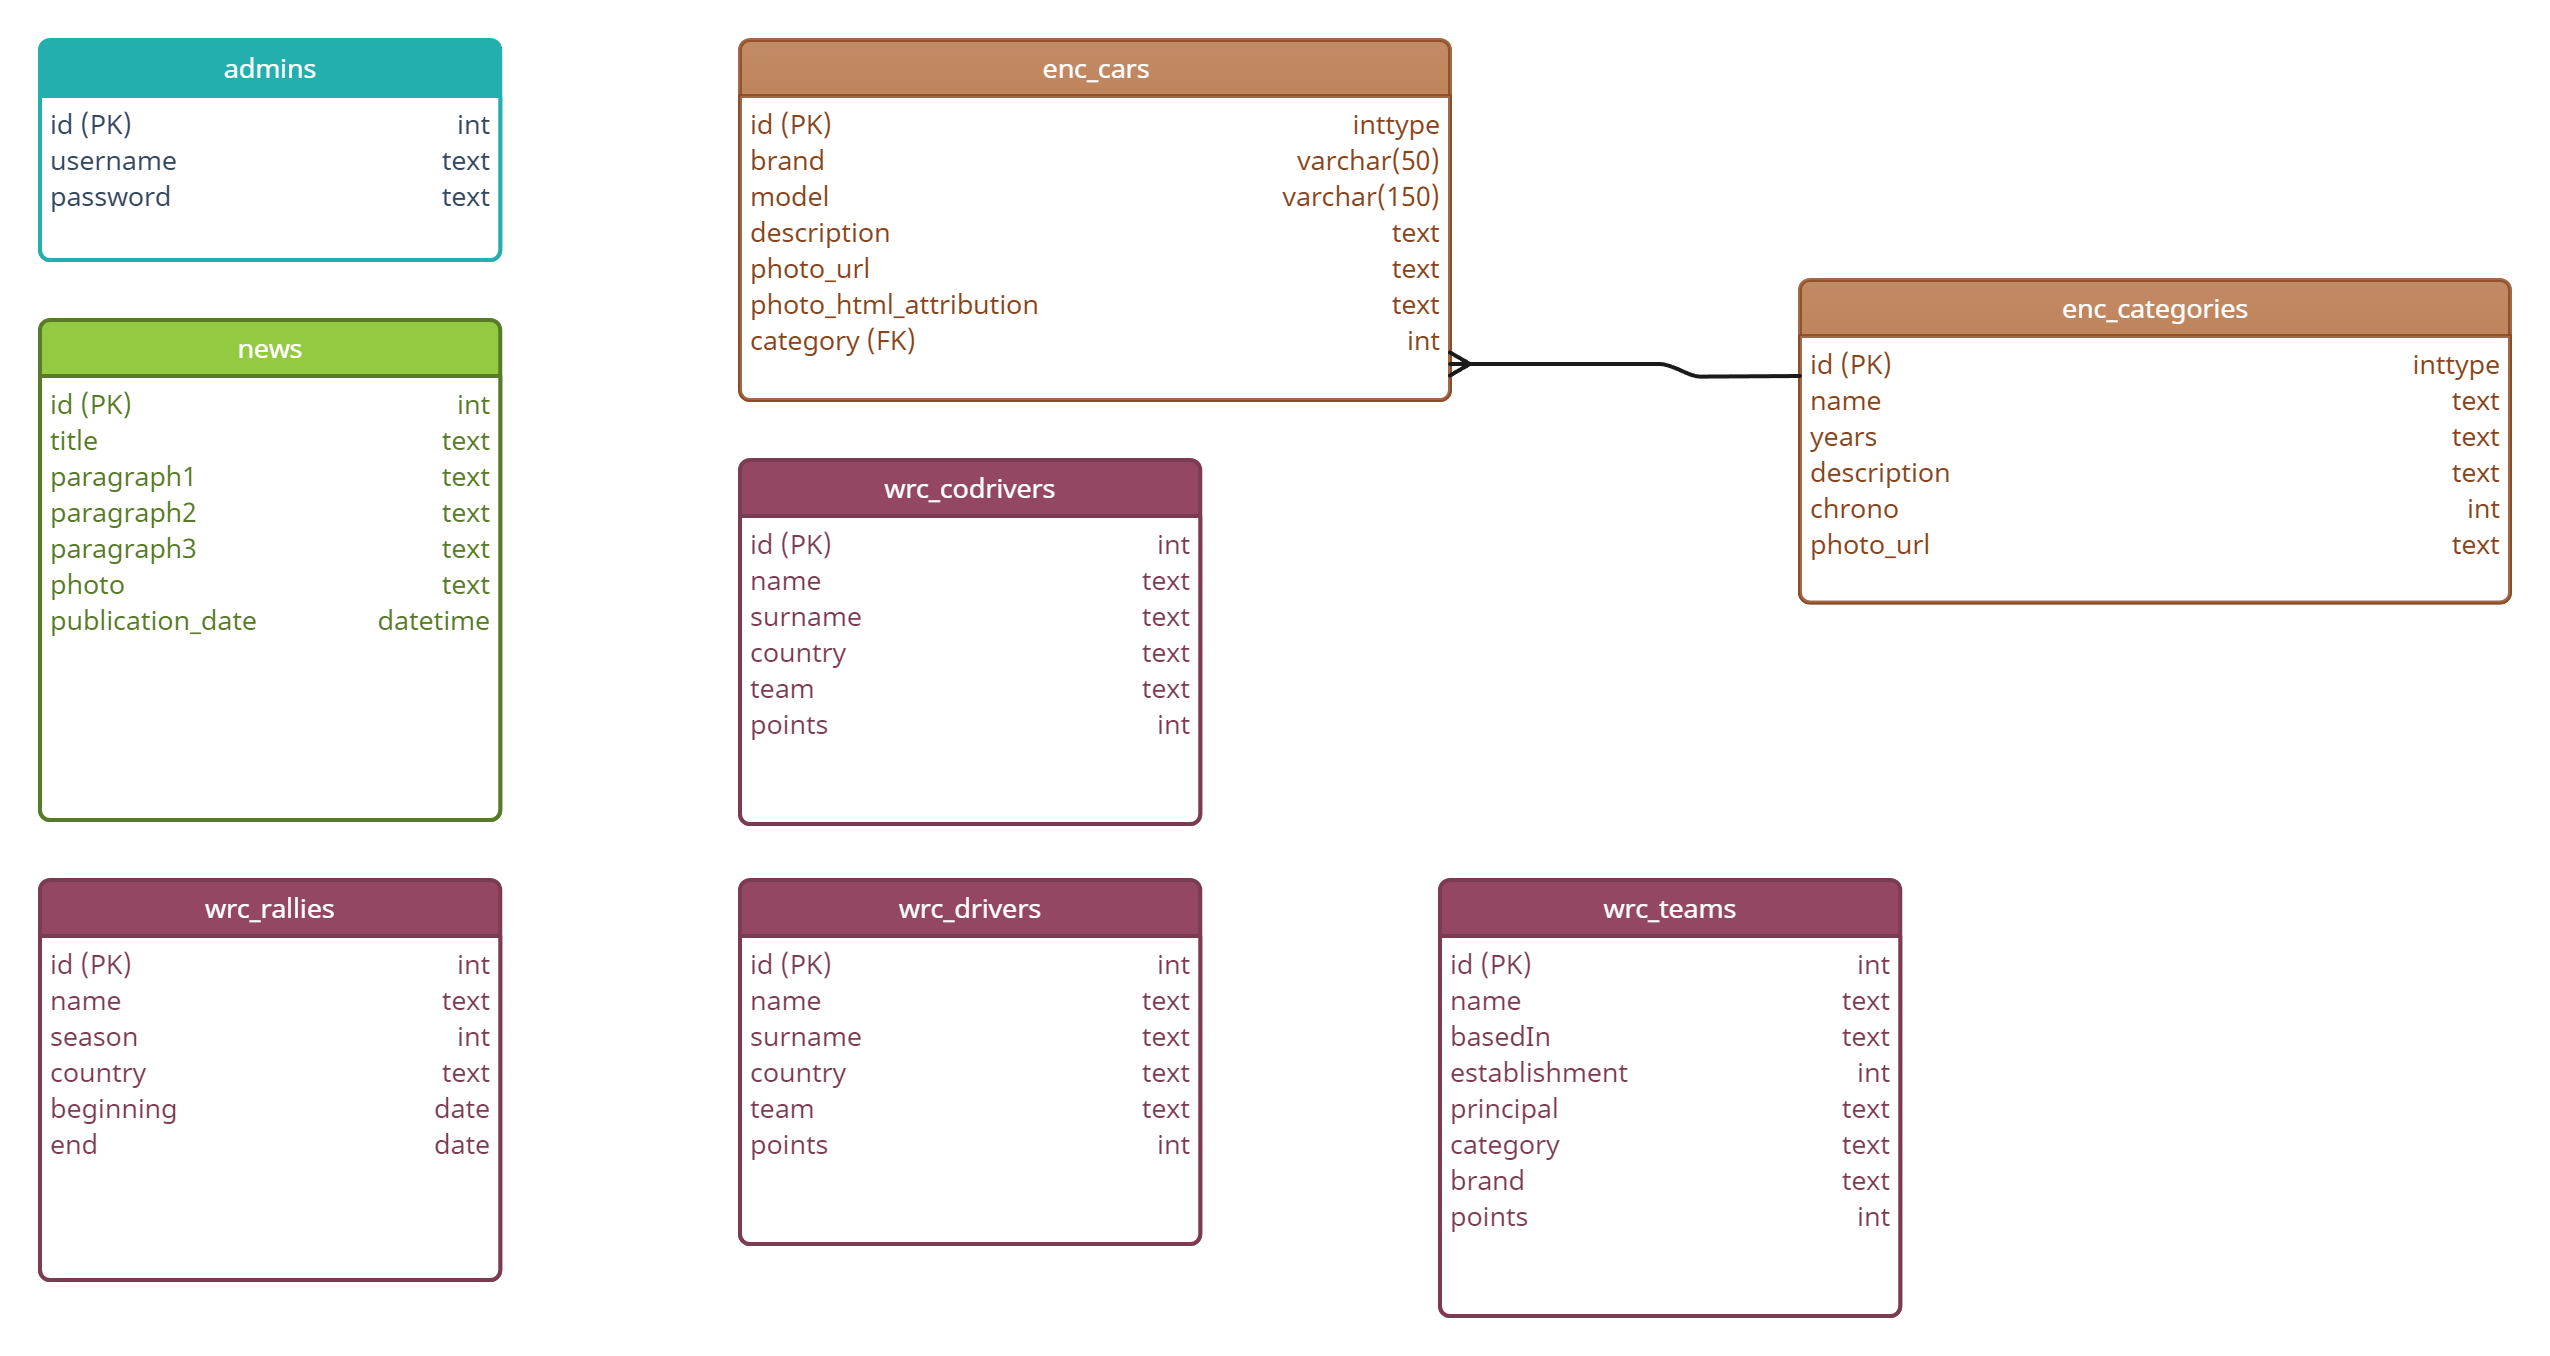 admins
id (PK) int
username text
password text
enc_cars
id (PK) inttype
brand varchar(50)
model varchar(150)
description text
photo_url text
photo_html_attribution text
category (FK) int
enc_categories
id (PK) inttype
name text
years text
description text
chrono int
photo_url text
news
id (PK) int
title text
paragraph1 text
paragraph2 text
paragraph3 text
photo text
publication_date datetime
wrc_codrivers
id (PK) int
name text
surname text
country text
team text
points int
wrc_rallies
id (PK) int
name text
season int
country text
beginning date
end date
wrc_drivers
id (PK) int
name text
surname text
country text
team text
points int
wrc_teams
id (PK) int
name text
basedIn text
establishment int
principal text
category text
brand text
points int